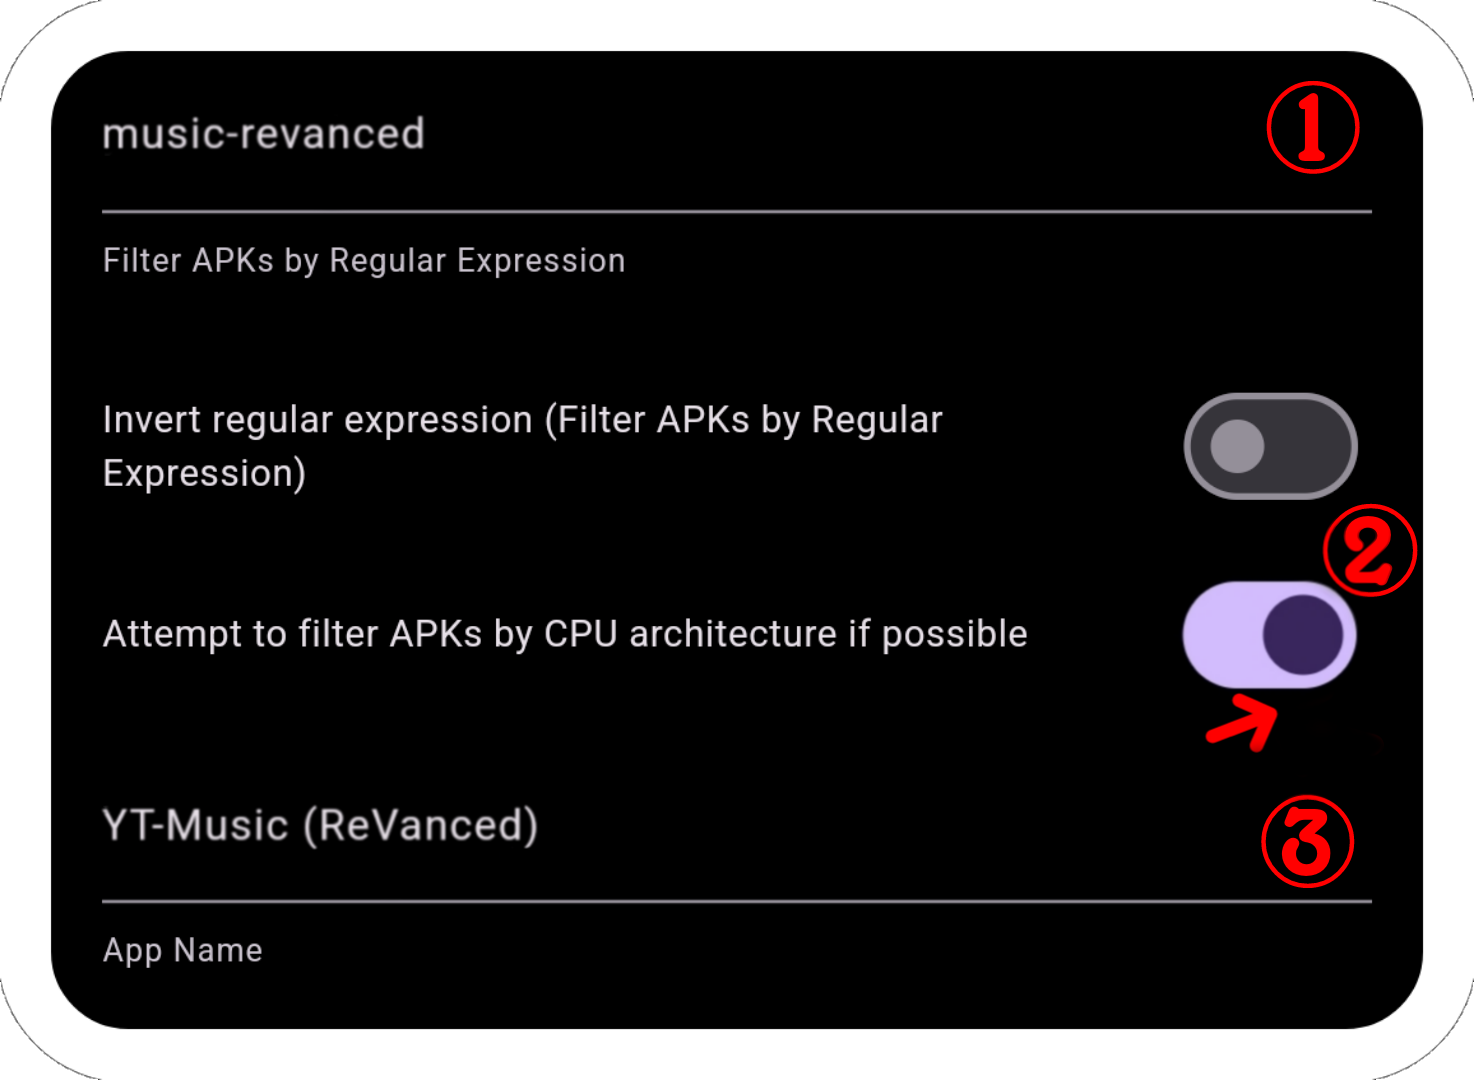 music-revanced
①
Filter APKs by Regular Expression
Invert regular expression (Filter APKs by Regular
Expression)
②
Attempt to filter APKs by CPU architecture if possible
YT-Music (ReVanced)
③
App Name